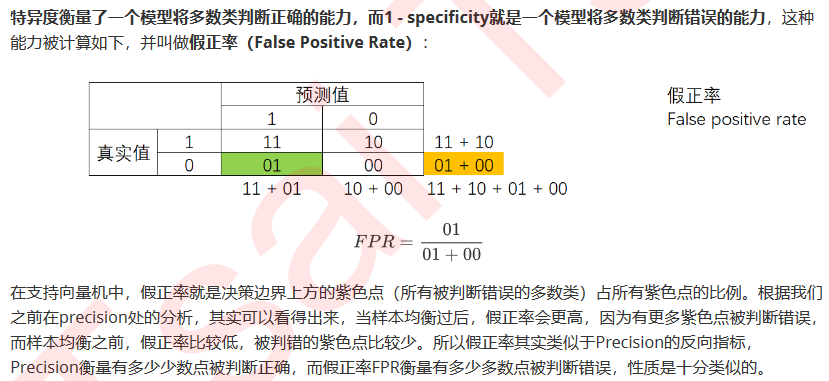 特异度衡量了一个模型将多数类判断正确的能力，而1 - specificity就是一个模型将多数类判断错误的能力，这种
能力被计算如下，并叫做假正率（False Positive Rate）：
预测值
1 0
真实值 1 11 10 11 + 10
0 01 00 01 + 00
11 + 01 10 + 00 11 + 10 + 01 + 00
假正率
False positive rate
FPR = 01 / (01 + 00)
在支持向量机中，假正率就是决策边界上方的紫色点（所有被判断错误的多数类）占所有紫色点的比例。根据我们
之前在precision处的分析，其实可以看得出来，当样本均衡过后，假正率会更高，因为有更多紫色点被判断错误，
而样本均衡之前，假正率比较低，被判错的紫色点比较少。所以假正率其实类似于Precision的反向指标，
Precision衡量有多少少数点被判断正确，而假正率FPR衡量有多少多数点被判断错误，性质是十分类似的。